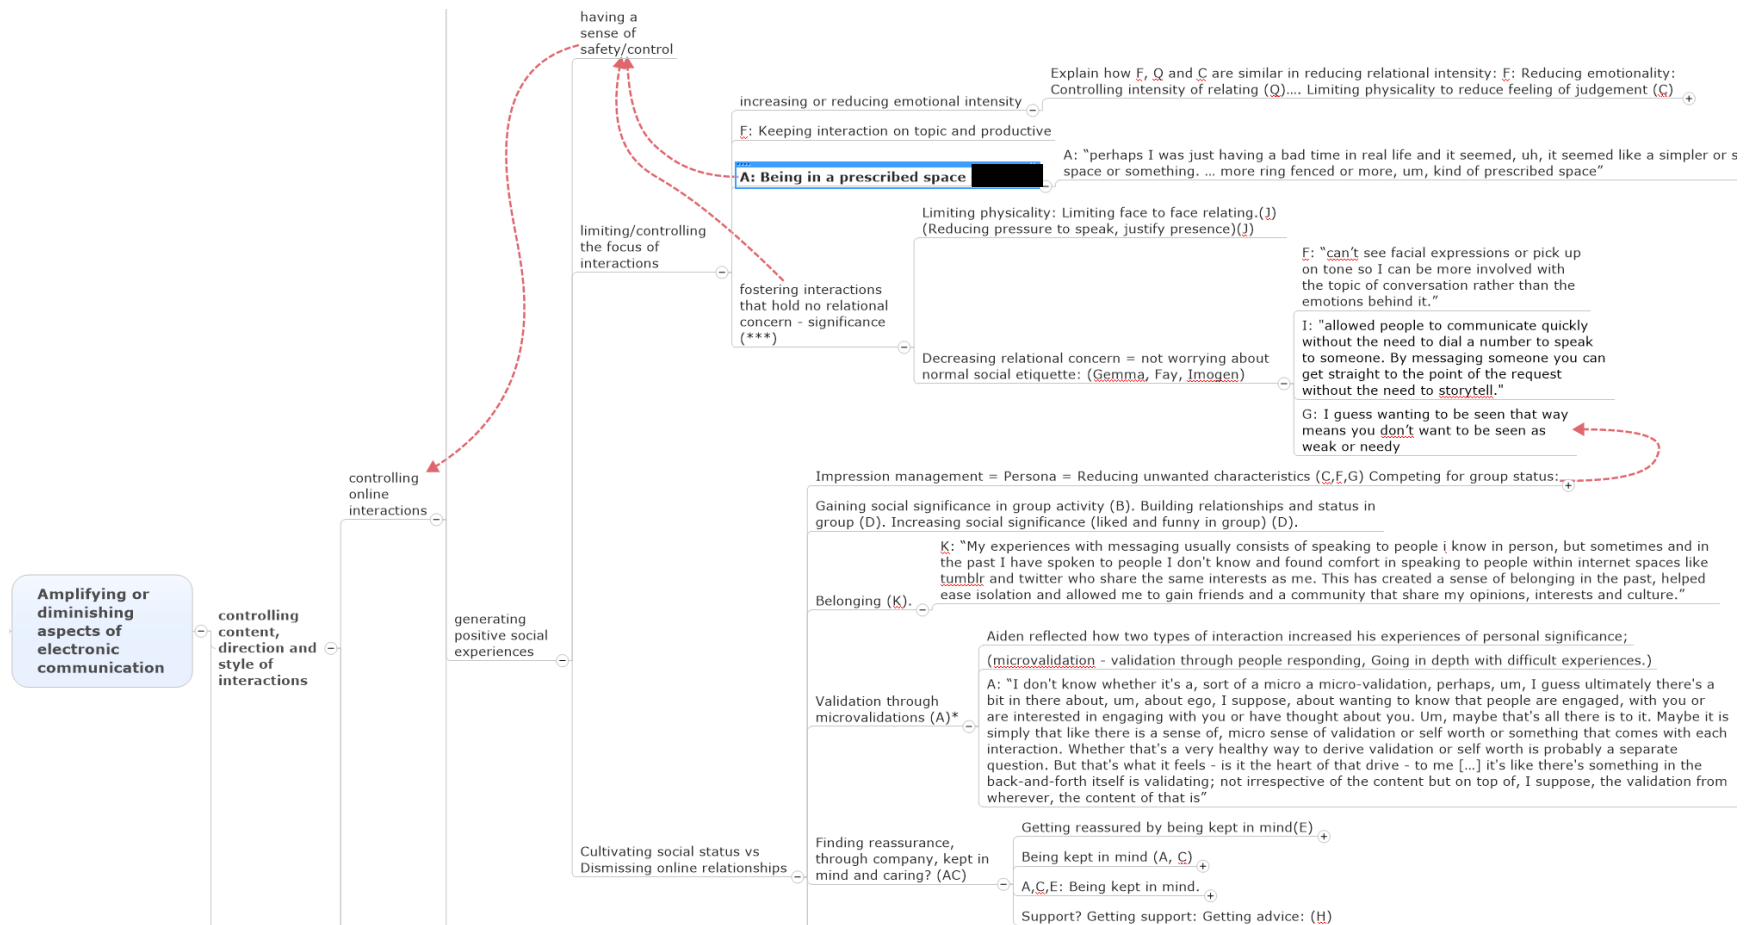 having a
sense of
safety/control
Explain how F, Q and C are similar in reducing relational intensity: F: Reducing emotionality:
Controlling intensity of relating (Q).... Limiting physicality to reduce feeling of judgement (C)
increasing or reducing emotional intensity
F: Keeping interaction on topic and productive
A: Being in a prescribed space
A: “perhaps I was just having a bad time in real life and it seemed, uh, it seemed like a simpler or s
space or something. ... more ring fenced or more, um, kind of prescribed space”
limiting/controlling
the focus of
interactions
Limiting physicality: Limiting face to face relating.(J)
(Reducing pressure to speak, justify presence)(J)
fostering interactions
that hold no relational
concern - significance
(***)
F: “can’t see facial expressions or pick up
on tone so I can be more involved with
the topic of conversation rather than the
emotions behind it.”
I: "allowed people to communicate quickly
without the need to dial a number to speak
to someone. By messaging someone you can
get straight to the point of the request
without the need to storytell."
Decreasing relational concern = not worrying about
normal social etiquette: (Gemma, Fay, Imogen)
G: I guess wanting to be seen that way
means you don’t want to be seen as
weak or needy
controlling
online
interactions
Impression management = Persona = Reducing unwanted characteristics (C,F,G) Competing for group status:
Gaining social significance in group activity (B). Building relationships and status in
group (D). Increasing social significance (liked and funny in group) (D).
K: “My experiences with messaging usually consists of speaking to people i know in person, but sometimes and in
the past I have spoken to people I don't know and found comfort in speaking to people within internet spaces like
tumblr and twitter who share the same interests as me. This has created a sense of belonging in the past, helped
ease isolation and allowed me to gain friends and a community that share my opinions, interests and culture.”
Belonging (K).
Amplifying or
diminishing
aspects of
electronic
communication
controlling
content,
direction and
style of
interactions
generating
positive social
experiences
Aiden reflected how two types of interaction increased his experiences of personal significance;
(microvalidation - validation through people responding, Going in depth with difficult experiences.)
Validation through
microvalidations (A)*
A: “I don't know whether it's a, sort of a micro a micro-validation, perhaps, um, I guess ultimately there's a
bit in there about, um, about ego, I suppose, about wanting to know that people are engaged, with you or
are interested in engaging with you or have thought about you. Um, maybe that's all there is to it. Maybe it is
simply that like there is a sense of, micro sense of validation or self worth or something that comes with each
interaction. Whether that's a very healthy way to derive validation or self worth is probably a separate
question. But that's what it feels - is it the heart of that drive - to me [...] it's like there's something in the
back-and-forth itself is validating; not irrespective of the content but on top of, I suppose, the validation from
wherever, the content of that is”
Cultivating social status vs
Dismissing online relationships
Finding reassurance,
through company, kept in
mind and caring? (AC)
Getting reassured by being kept in mind(E)
Being kept in mind (A, C)
A,C,E: Being kept in mind.
Support? Getting support: Getting advice: (H)